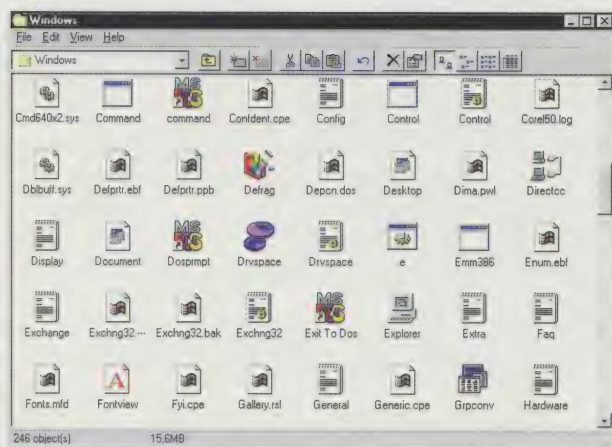 Windows
File Edit View Help
Windows
Cmd640x2.sys Command command Confdent.cpe Config Control Control Corel50.log
Dblbuff.sys Defprtr.ebf Defprtr.ppb Defrag Depcn.dos Desktop Dima.pwl Directcc
Display Document Dosprmpt Drvspace Drvspace e Emm386 Enum.ebf
Exchange Exchng32.... Exchng32.bak Exchng32 Exit To Dos Explorer Extra Faq
Fonts.mfd Fontview Fyi.cpe Gallery.rsl General Generic.cpe Grpconv Hardware
246 object(s) 15,6MB